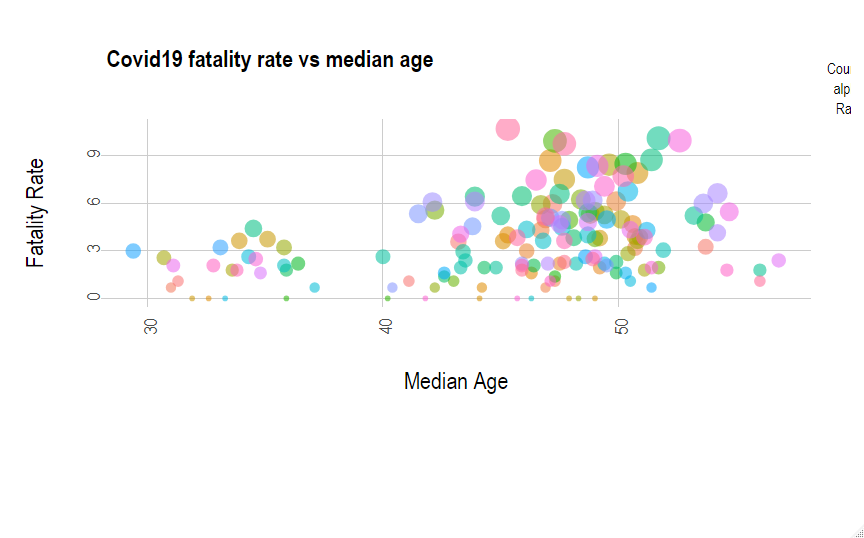 Covid19 fatality rate vs median age
Cou
alp
Ra
Fatality Rate
9
6
3
0
30
40
50
Median Age